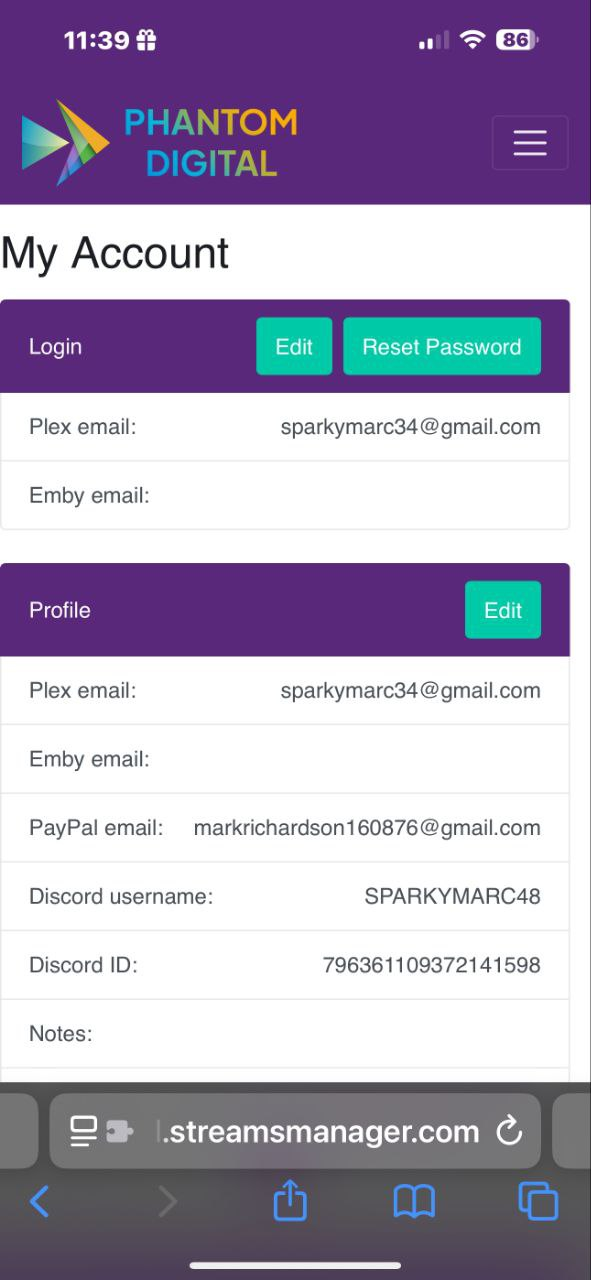 11:39
86
PHANTOM
DIGITAL
My Account
Login Edit Reset Password
Plex email: sparkymarc34@gmail.com
Emby email:
Profile Edit
Plex email: sparkymarc34@gmail.com
Emby email:
PayPal email: markrichardson160876@gmail.com
Discord username: SPARKYMARC48
Discord ID: 796361109372141598
Notes:
.streamsmanager.com